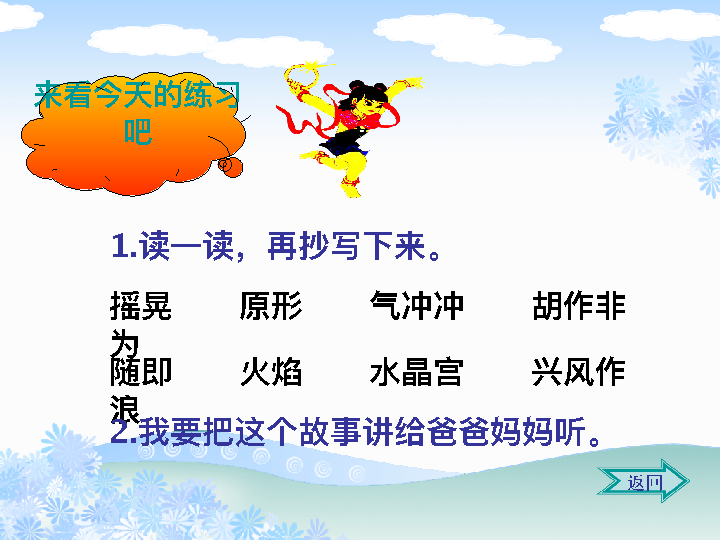 来看今天的练习
吧
1.读一读，再抄写下来。
摇晃 原形 气冲冲 胡作非
为
随即 火焰 水晶宫 兴风作
浪
2.我要把这个故事讲给爸爸妈妈听。
返回